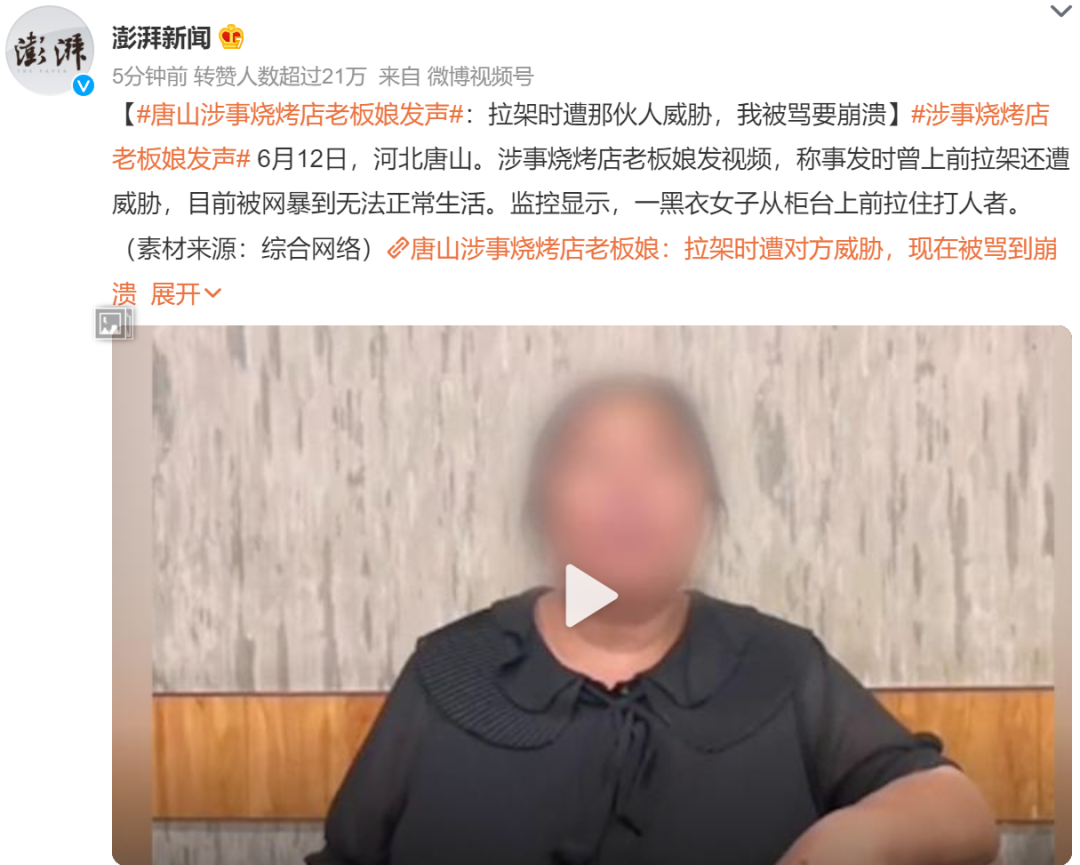 澎湃
THE PAPER
澎湃新闻
5分钟前 转赞人数超过21万 来自 微博视频号
【#唐山涉事烧烤店老板娘发声#：拉架时遭那伙人威胁，我被骂要崩溃】#涉事烧烤店
老板娘发声# 6月12日，河北唐山。涉事烧烤店老板娘发视频，称事发时曾上前拉架还遭
威胁，目前被网暴到无法正常生活。监控显示，一黑衣女子从柜台上前拉住打人者。
（素材来源：综合网络）唐山涉事烧烤店老板娘：拉架时遭对方威胁，现在被骂到崩
溃 展开